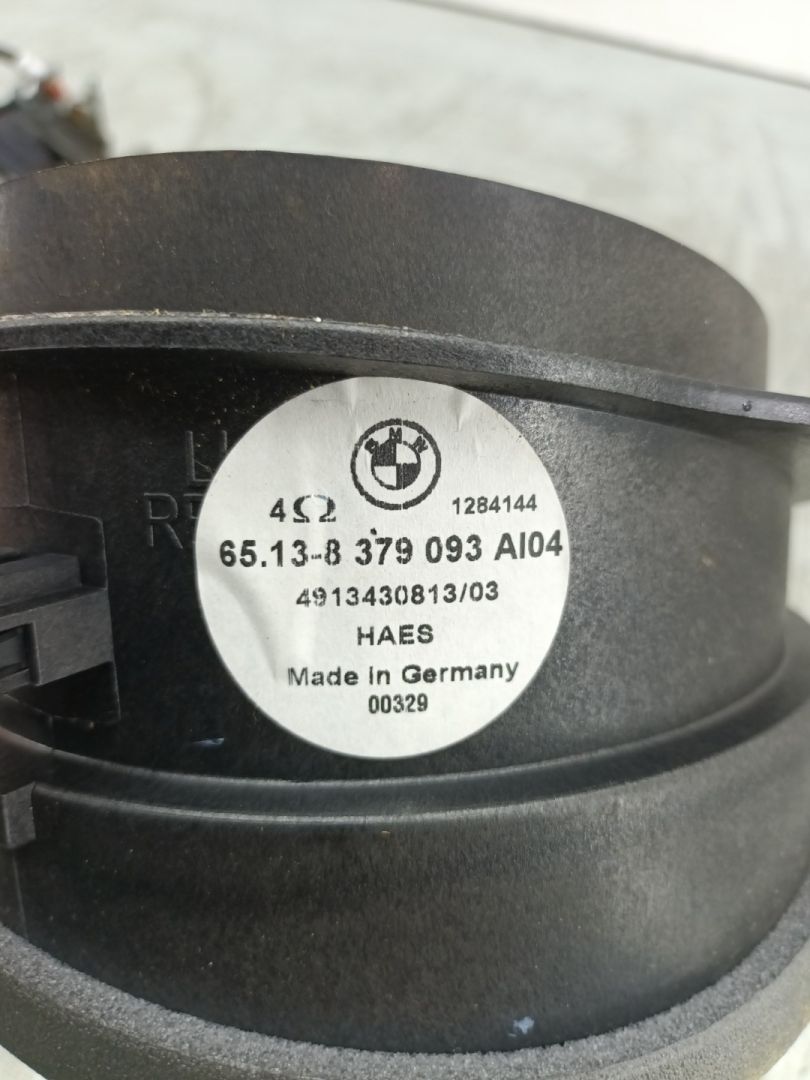 BMW
4Ω 1284144
65.13-8 379 093 AI04
4913430813/03
HAES
Made in Germany
00329